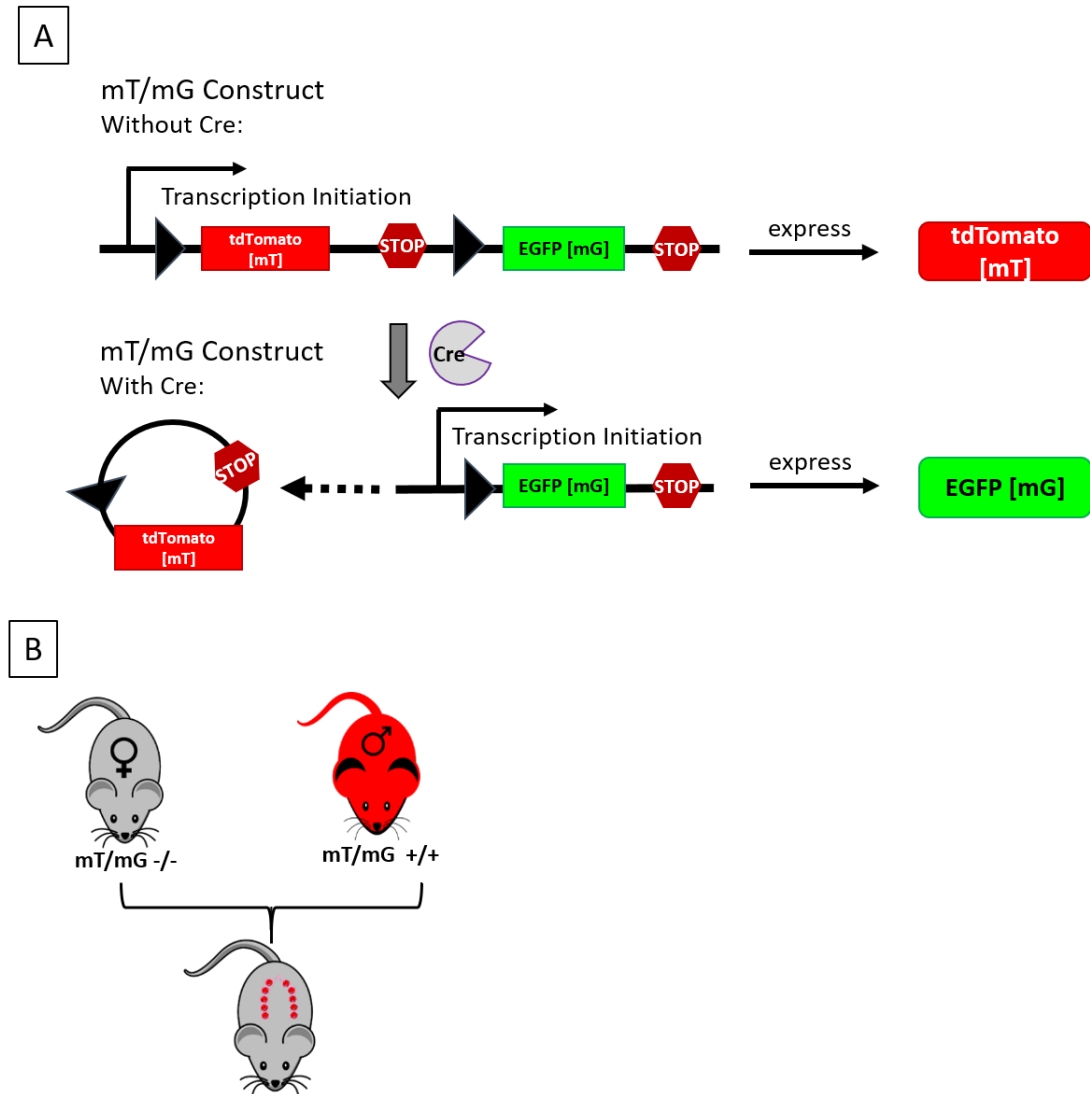 A
mT/mG Construct
Without Cre:
Transcription Initiation
tdTomato
[mT]
STOP
EGFP [mG]
STOP
express
tdTomato
[mT]
mT/mG Construct
With Cre:
Cre
Transcription Initiation
STOP
tdTomato
[mT]
EGFP [mG]
STOP
express
EGFP [mG]
B
♀
♂
mT/mG -/-
mT/mG +/+